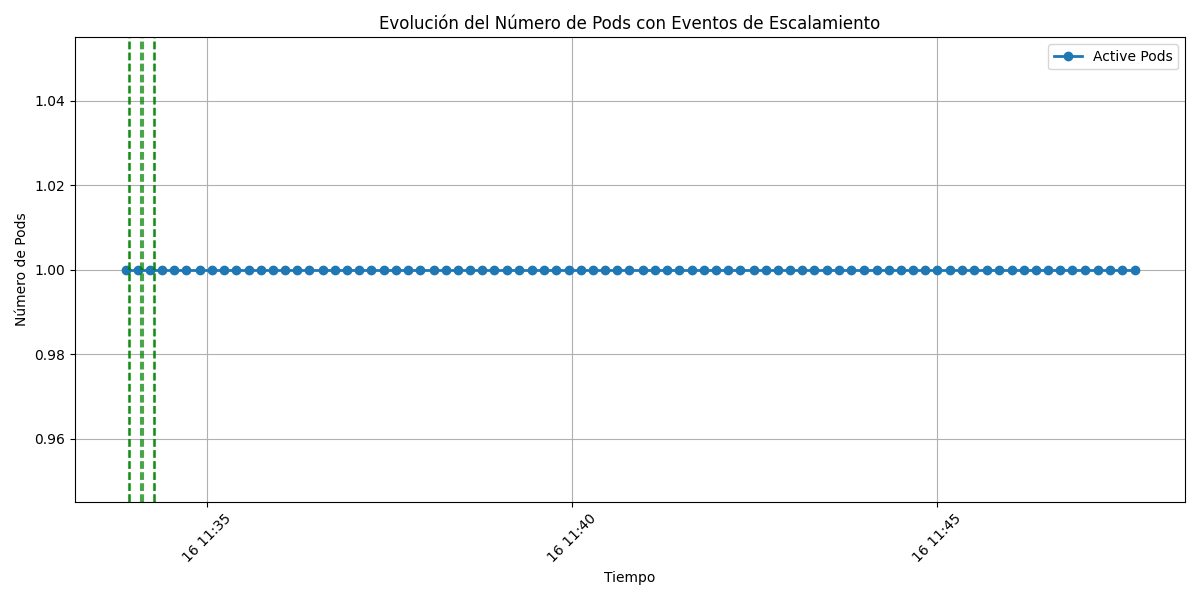 Evolución del Número de Pods con Eventos de Escalamiento
Active Pods
Número de Pods
1.04
1.02
1.00
0.98
0.96
16 11:35
16 11:40
16 11:45
Tiempo